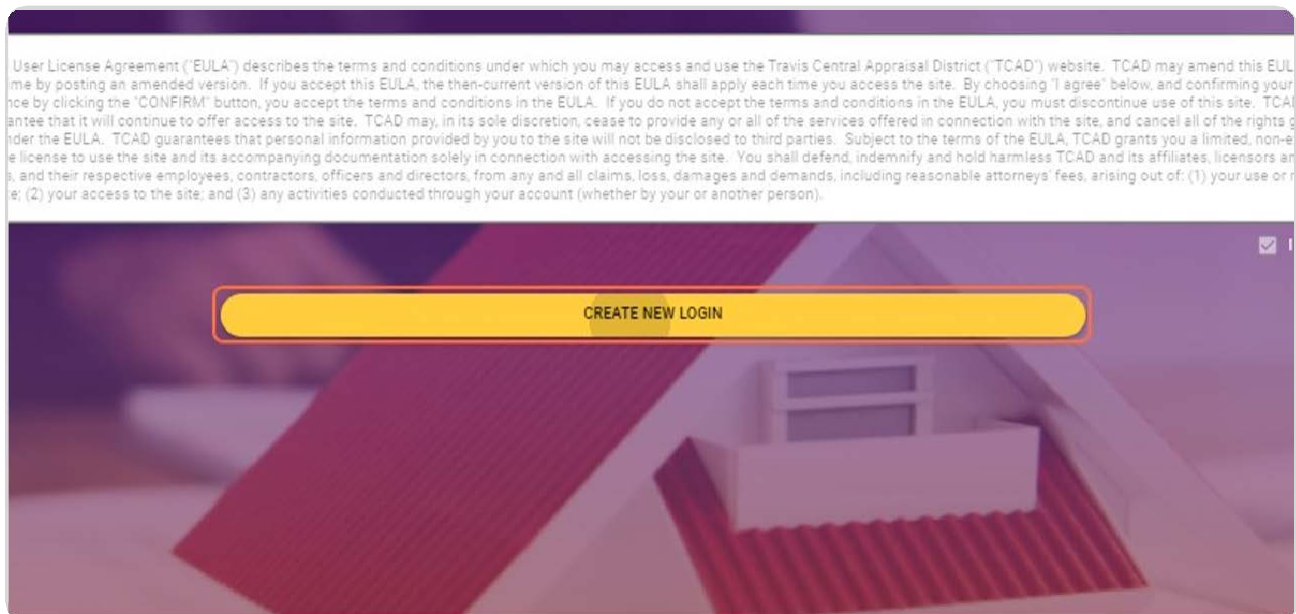 User License Agreement ("EULA") describes the terms and conditions under which you may access and use the Travis Central Appraisal District ("TCAD") website.  TCAD may amend this EUL
me by posting an amended version.  If you accept this EULA, the then-current version of this EULA shall apply each time you access the site.  By choosing "I agree" below, and confirming your
nce by clicking the "CONFIRM" button, you accept the terms and conditions in the EULA.  If you do not accept the terms and conditions in the EULA, you must discontinue use of this site.  TCA
antee that it will continue to offer access to the site.  TCAD may, in its sole discretion, cease to provide any or all of the services offered in connection with the site, and cancel all of the rights g
nder the EULA.  TCAD guarantees that personal information provided by you to the site will not be disclosed to third parties.  Subject to the terms of the EULA, TCAD grants you a limited, non-e
e license to use the site and its accompanying documentation solely in connection with accessing the site.  You shall defend, indemnify and hold harmless TCAD and its affiliates, licensors an
s, and their respective employees, contractors, officers and directors, from any and all claims, loss, damages and demands, including reasonable attorneys' fees, arising out of: (1) your use or
e; (2) your access to the site; and (3) any activities conducted through your account (whether by your or another person).
I
CREATE NEW LOGIN